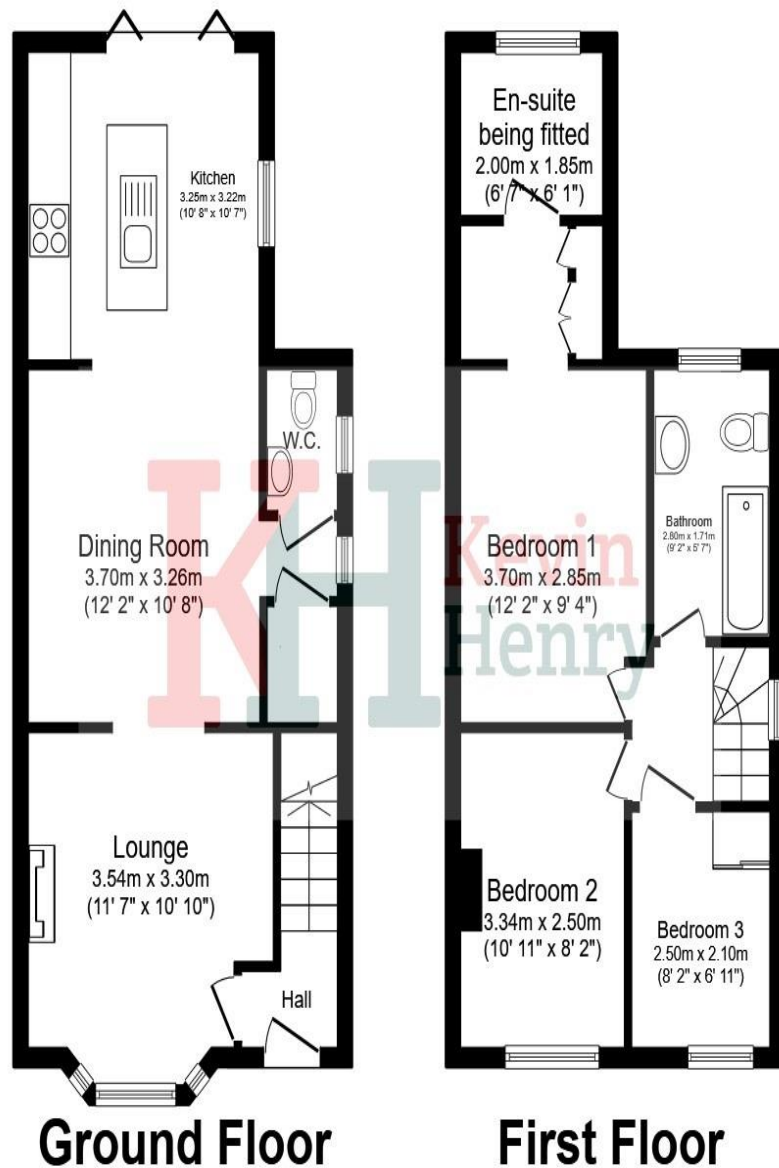 Kitchen
3.25m x 3.22m
(10' 8" x 10' 7")
W.C.
Dining Room
3.70m x 3.26m
(12' 2" x 10' 8")
Lounge
3.54m x 3.30m
(11' 7" x 10' 10")
Hall
Ground Floor
En-suite
being fitted
2.00m x 1.85m
(6' 7" x 6' 1")
Bathroom
2.80m x 1.71m
(9' 2" x 5' 7")
Bedroom 1
3.70m x 2.85m
(12' 2" x 9' 4")
Bedroom 2
3.34m x 2.50m
(10' 11" x 8' 2")
Bedroom 3
2.50m x 2.10m
(8' 2" x 6' 11")
First Floor
KH
Kevin
Henry